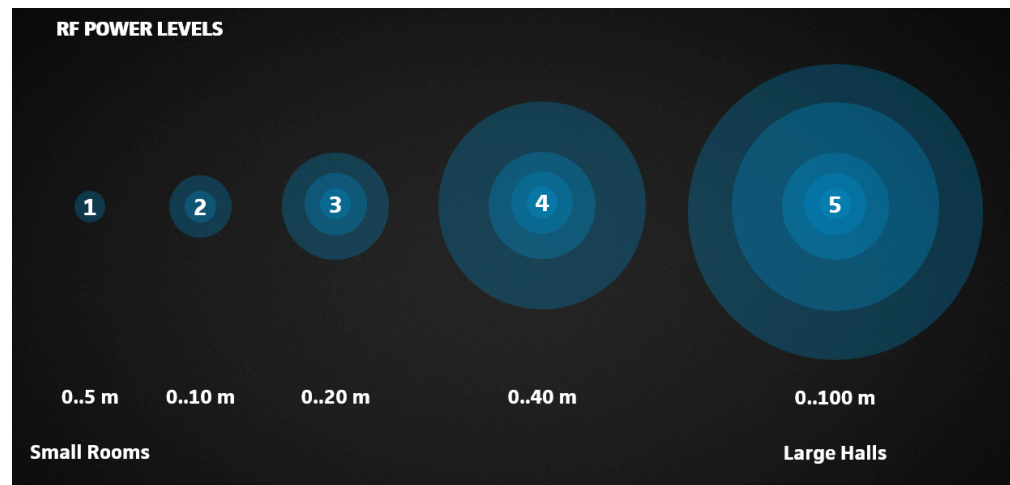 RF POWER LEVELS
1 2 3 4 5
0..5 m 0..10 m 0..20 m 0..40 m 0..100 m
Small Rooms Large Halls